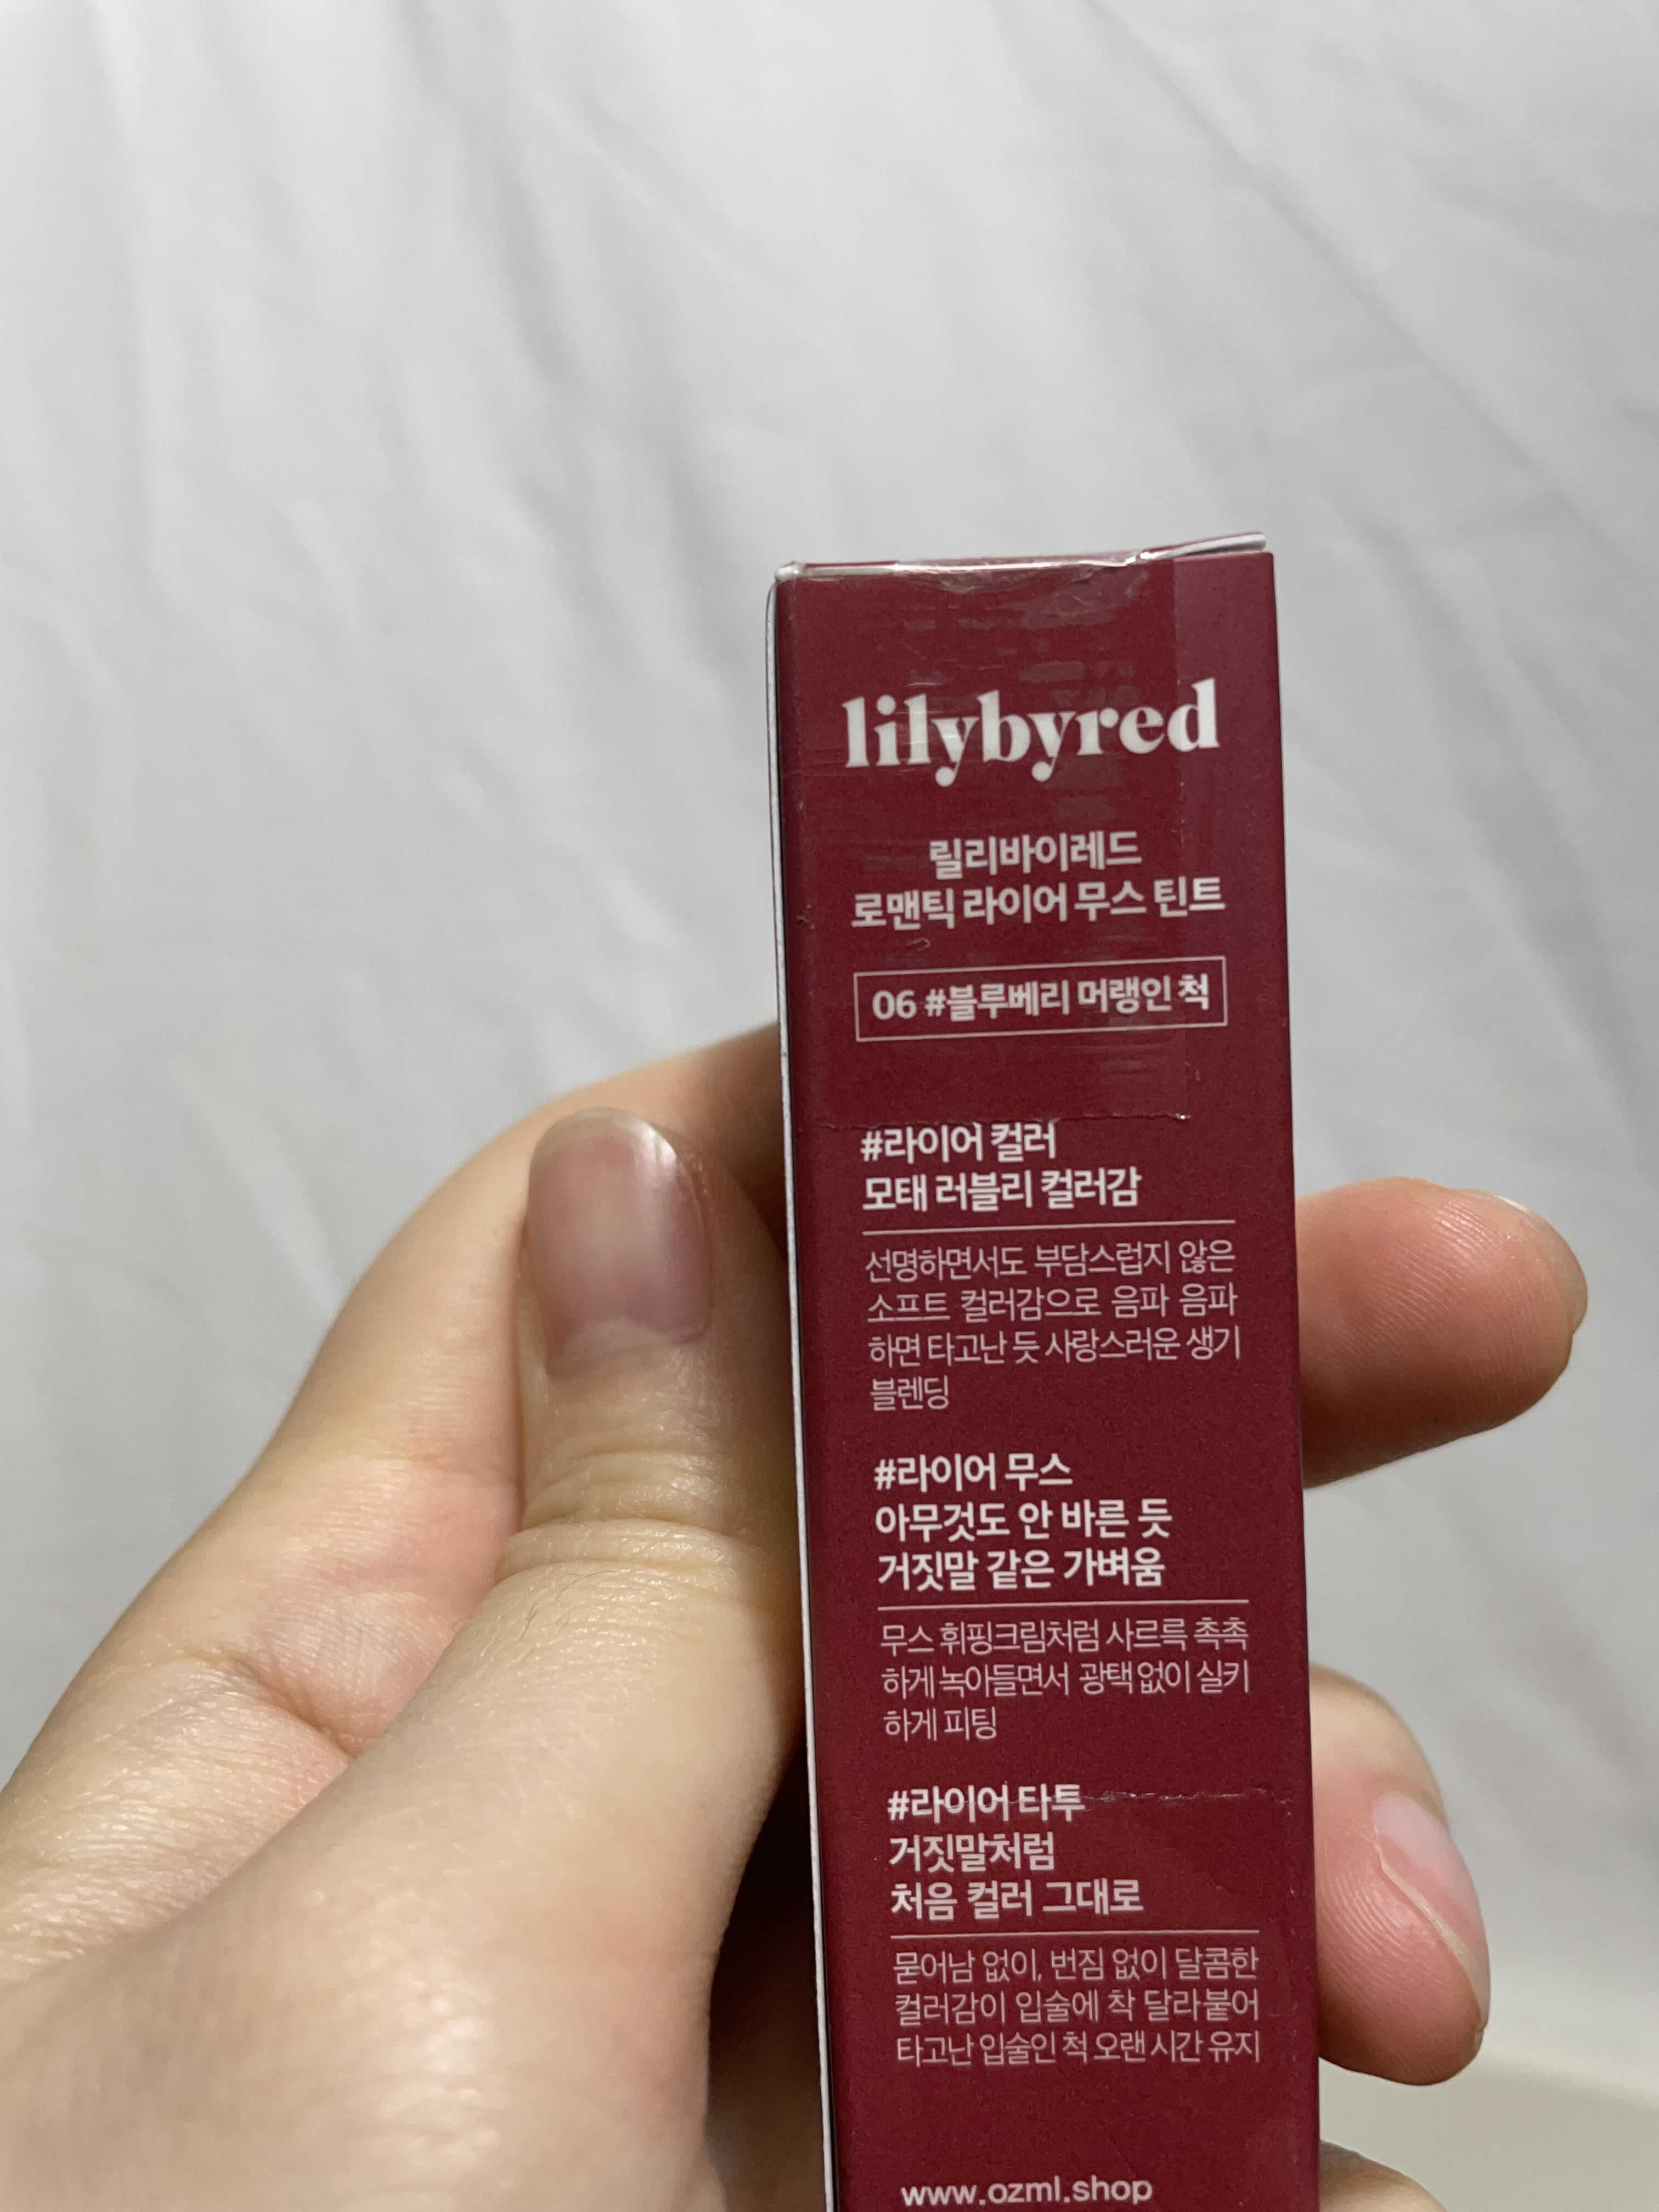 lilybyred
릴리바이레드
로맨틱 라이어 무스 틴트
06 #블루베리 머랭인 척
#라이어 컬러
모태 러블리 컬러감
선명하면서도 부담스럽지 않은
소프트 컬러감으로 음파 음파
하면 타고난 듯 사랑스러운 생기
블렌딩
#라이어 무스
아무것도 안 바른 듯
거짓말 같은 가벼움
무스 휘핑크림처럼 사르륵 촉촉
하게 녹아들면서 광택 없이 실키
하게 피팅
#라이어 타투
거짓말처럼
처음 컬러 그대로
묻어남 없이, 번짐 없이 달콤한
컬러감이 입술에 착 달라붙어
타고난 입술인 척 오랜 시간 유지
www.ozml.shop